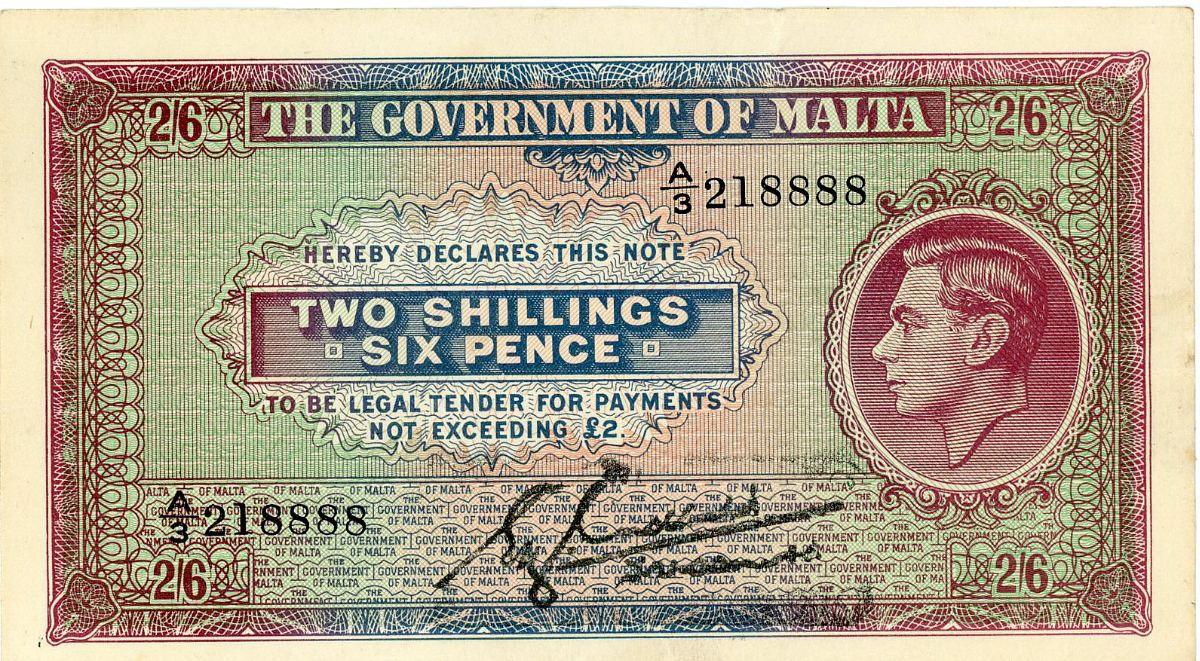 2/6 THE GOVERNMENT OF MALTA 2/6
A/3 218888
HEREBY DECLARES THIS NOTE
TWO SHILLINGS
SIX PENCE
TO BE LEGAL TENDER FOR PAYMENTS
NOT EXCEEDING £2.
A/3 218888
2/6 2/6